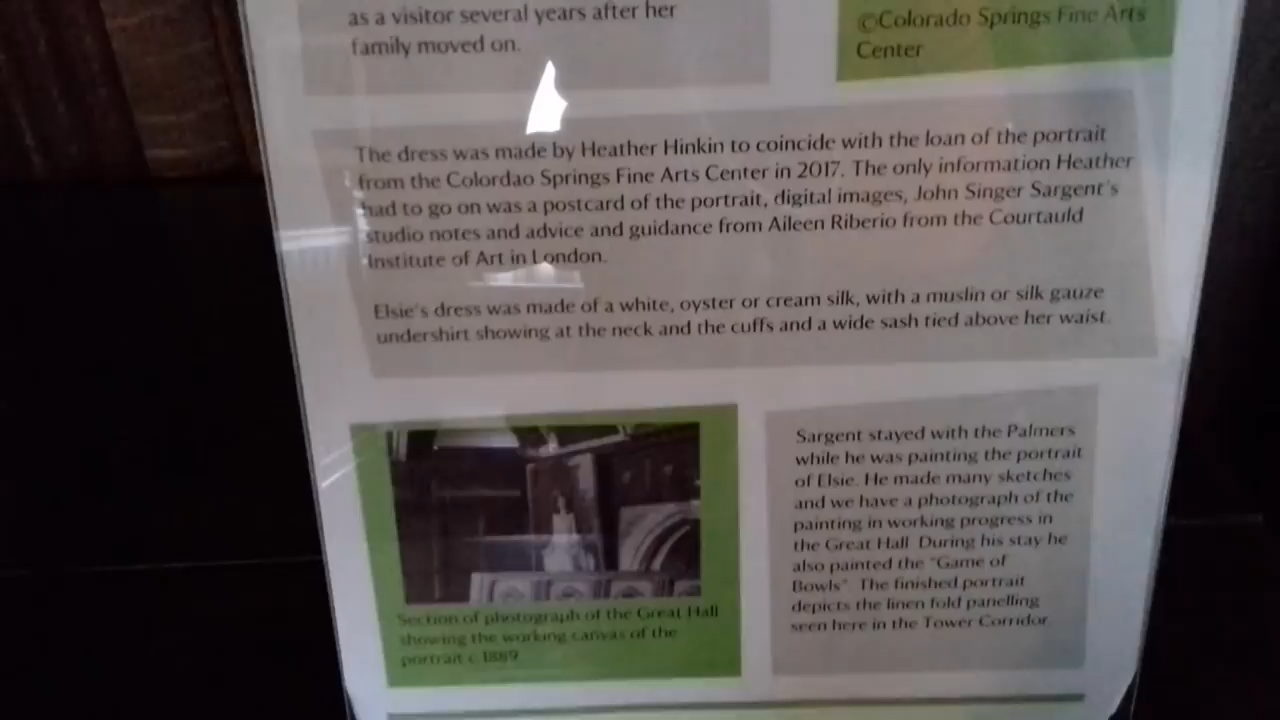 as a visitor several years after her
family moved on.
©Colorado Springs Fine Arts
Center
The dress was made by Heather Hinkin to coincide with the loan of the portrait
from the Colordao Springs Fine Arts Center in 2017. The only information Heather
had to go on was a postcard of the portrait, digital images, John Singer Sargent's
studio notes and advice and guidance from Aileen Riberio from the Courtauld
Institute of Art in London.
Elsie's dress was made of a white, oyster or cream silk, with a muslin or silk gauze
undershirt showing at the neck and the cuffs and a wide sash tied above her waist.
Section of photograph of the Great Hall
showing the working canvas of the
portrait c.1889
Sargent stayed with the Palmers
while he was painting the portrait
of Elsie. He made many sketches
and we have a photograph of the
painting in working progress in
the Great Hall. During his stay he
also painted the "Game of
Bowls". The finished portrait
depicts the linen fold panelling
seen here in the Tower Corridor.